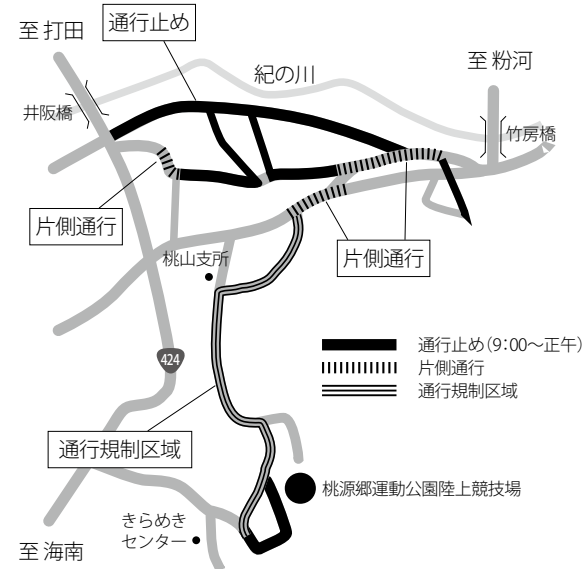 至 打田
通行止め
紀の川
至 粉河
井阪橋
竹房橋
片側通行
片側通行
桃山支所
424
通行止め(9:00~正午)
片側通行
通行規制区域
通行規制区域
桃源郷運動公園陸上競技場
きらめき
センター
至 海南